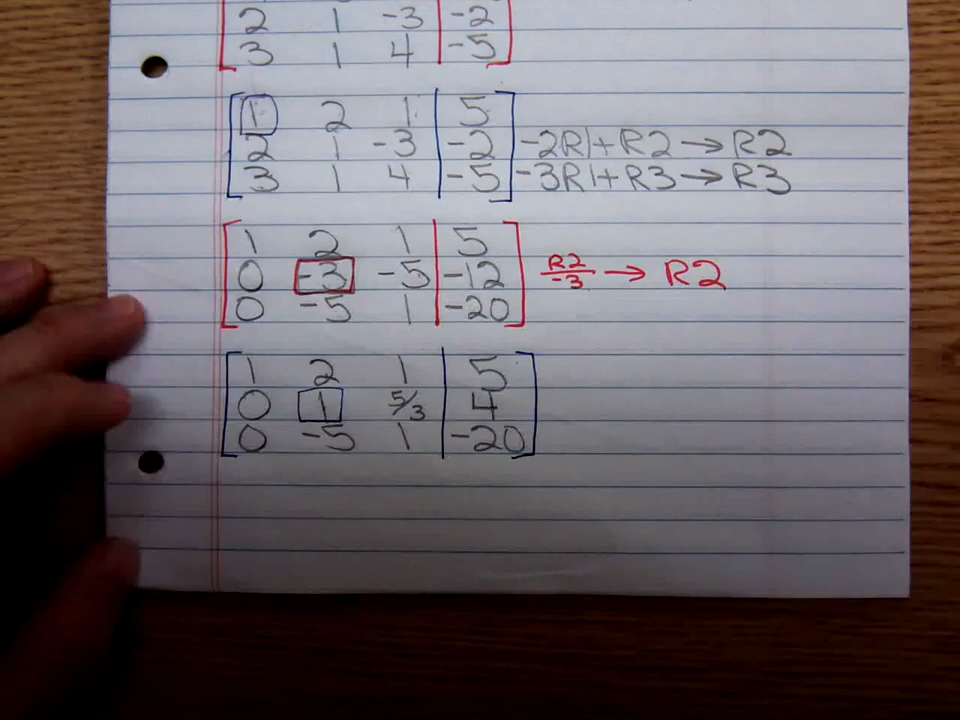 2 1 -3 -2
3 1 4 -5
1 2 1 5
2 1 -3 -2 -2R1+R2→R2
3 1 4 -5 -3R1+R3→R3
1 2 1 5
0 -3 -5 -12 R2/-3 → R2
0 -5 1 -20
1 2 1 5
0 1 5/3 4
0 -5 1 -20